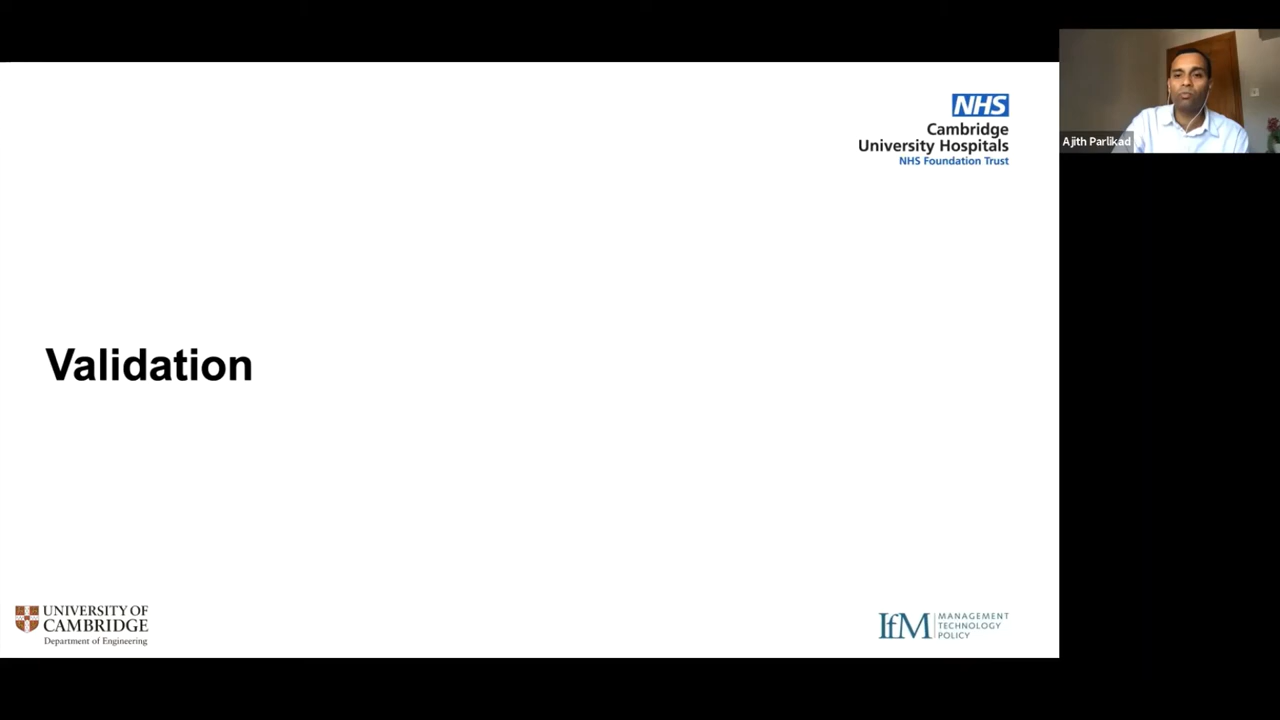 NHS
Cambridge
University Hospitals
NHS Foundation Trust
Ajith Parlikad
Validation
UNIVERSITY OF
CAMBRIDGE
Department of Engineering
IfM
MANAGEMENT
TECHNOLOGY
POLICY